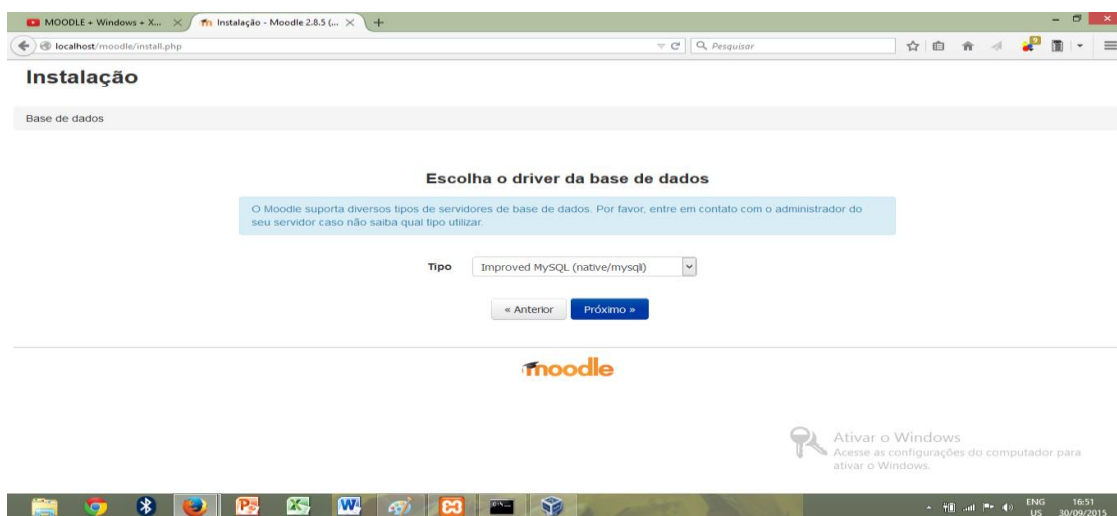 MOODLE + Windows + X...
Instalação - Moodle 2.8.5 (...
localhost/moodle/install.php
Pesquisar
Instalação
Base de dados
Escolha o driver da base de dados
O Moodle suporta diversos tipos de servidores de base de dados. Por favor, entre em contato com o administrador do
seu servidor caso não saiba qual tipo utilizar.
Tipo
Improved MySQL (native/mysqli)
« Anterior
Próximo »
moodle
Ativar o Windows
Acesse as configurações do computador para
ativar o Windows.
ENG
US
16:51
30/09/2015